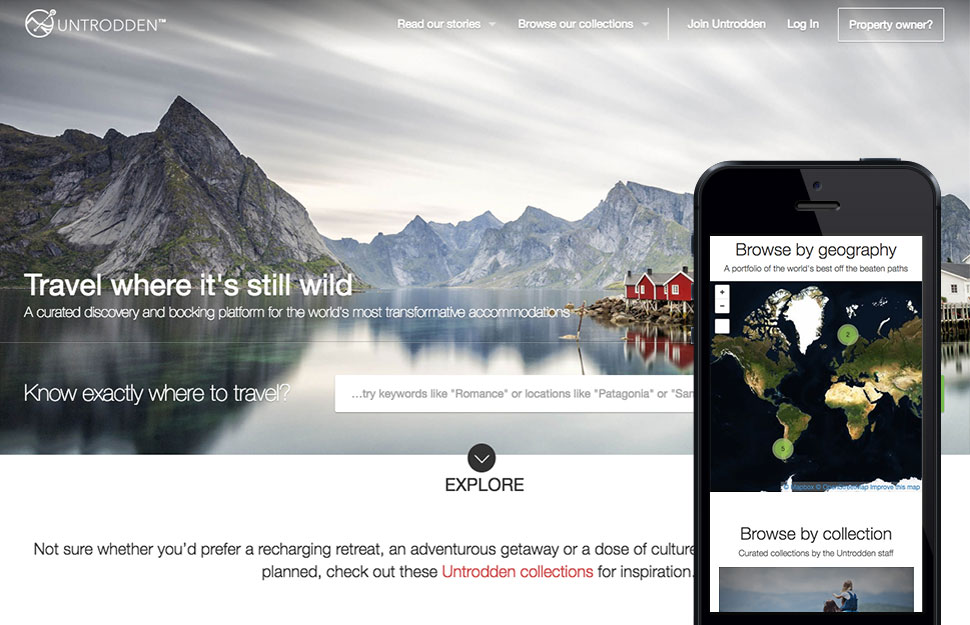 UNTRODDEN™
Read our stories
Browse our collections
Join Untrodden
Log In
Property owner?
Travel where it's still wild
A curated discovery and booking platform for the world's most transformative accommodations
Know exactly where to travel?
...try keywords like "Romance" or locations like "Patagonia" or "San
EXPLORE
Not sure whether you'd prefer a recharging retreat, an adventurous getaway or a dose of culture
planned, check out these Untrodden collections for inspiration.
Browse by geography
A portfolio of the world's best off the beaten paths
+
-
2
5
© Mapbox © OpenStreetMap Improve this map
Browse by collection
Curated collections by the Untrodden staff